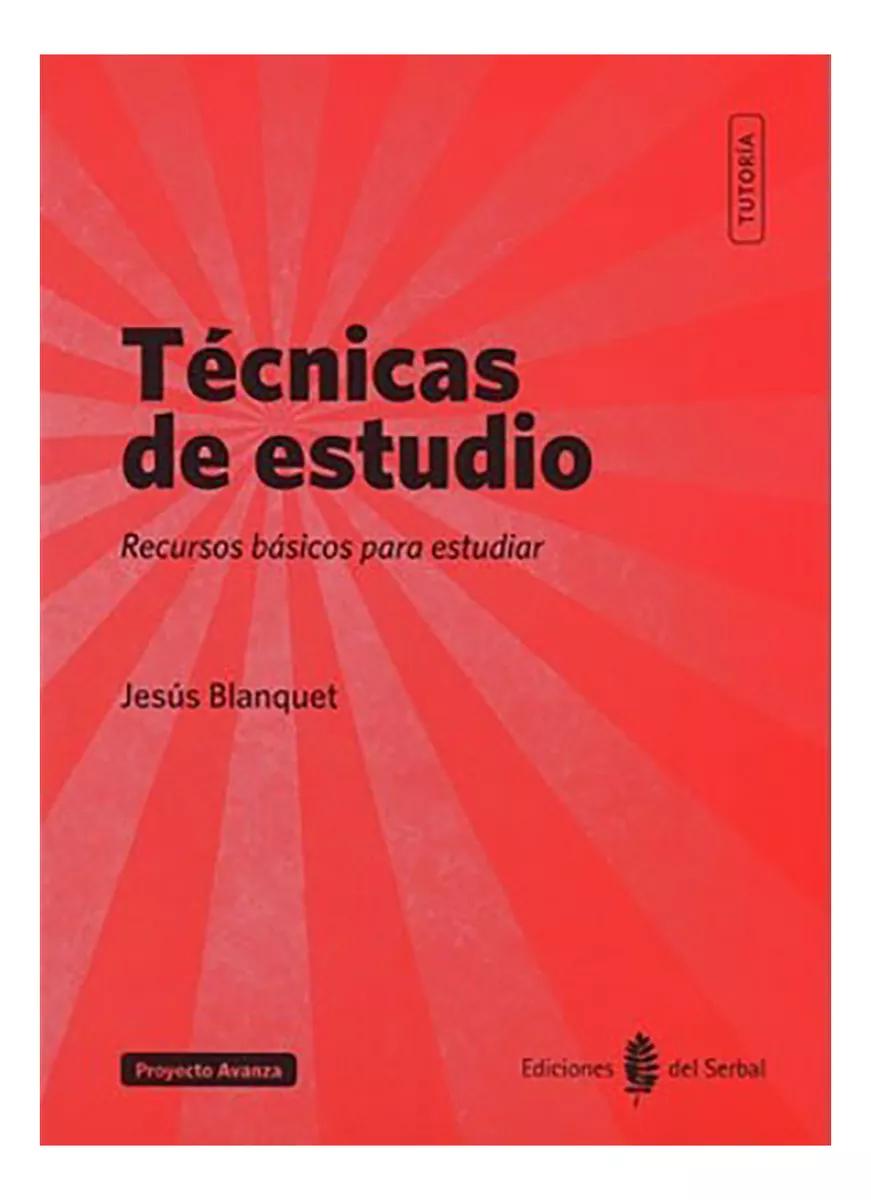 TUTORÍA
Técnicas
de estudio
Recursos básicos para estudiar
Jesús Blanquet
Proyecto Avanza
Ediciones del Serbal